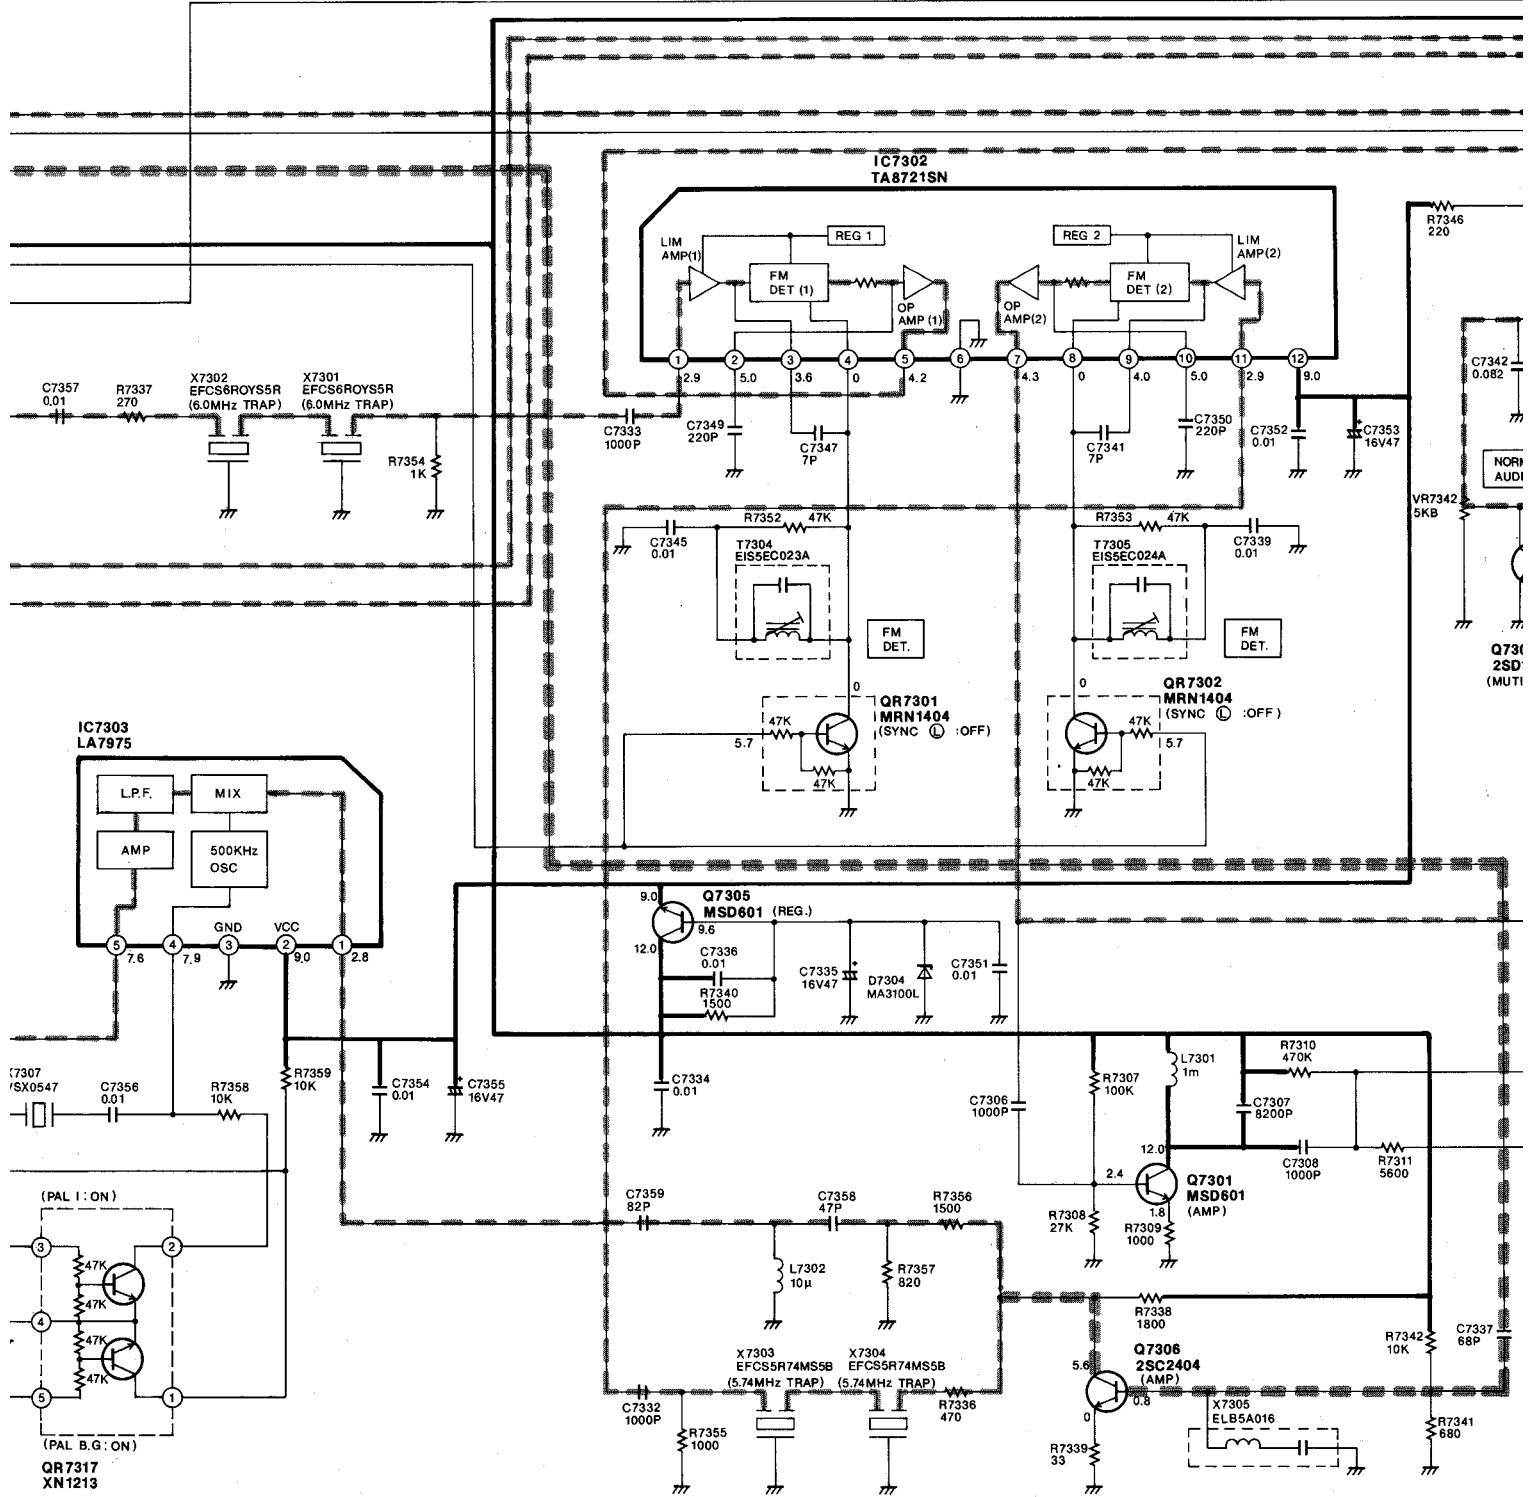 IC7302
TA8721SN
REG 1
REG 2
LIM
AMP(1)
FM
DET (1)
OP
AMP (1)
OP
AMP(2)
FM
DET (2)
LIM
AMP(2)
1
2
3
4
5
6
7
8
9
10
11
12
2.9
5.0
3.6
0
4.2
4.3
0
4.0
5.0
2.9
9.0
R7346
220
C7342
0.082
C7357
0.01
R7337
270
X7302
EFCS6ROYS5R
(6.0MHz TRAP)
X7301
EFCS6ROYS5R
(6.0MHz TRAP)
R7354
1K
C7333
1000P
C7349
220P
C7347
7P
C7341
7P
C7350
220P
C7352
0.01
+
C7353
16V47
NORM
AUDI
VR7342
5KB
C7345
0.01
R7352
47K
R7353
47K
C7339
0.01
T7304
EIS5EC023A
T7305
EIS5EC024A
FM
DET.
FM
DET.
Q730
2SD1
(MUTI
0
QR7301
MRN1404
(SYNC Ⓛ :OFF)
47K
5.7
47K
0
QR7302
MRN1404
(SYNC Ⓛ :OFF)
47K
5.7
47K
IC7303
LA7975
L.P.F.
MIX
AMP
500KHz
OSC
GND
VCC
5
4
3
2
1
7.6
7.9
9.0
2.8
9.0
Q7305
MSD601 (REG.)
9.6
12.0
C7336
0.01
R7340
1500
C7335
16V47
+
D7304
MA3100L
C7351
0.01
X7307
VSX0547
C7356
0.01
R7358
10K
R7359
10K
C7354
0.01
+
C7355
16V47
C7334
0.01
C7306
1000P
R7307
100K
L7301
1m
R7310
470K
C7307
8200P
12.0
C7308
1000P
R7311
5600
2.4
Q7301
MSD601
(AMP)
1.8
R7308
27K
R7309
1000
(PAL I : ON)
3
2
47K
47K
4
47K
47K
5
1
(PAL B.G : ON)
QR7317
XN1213
C7359
82P
C7358
47P
R7356
1500
L7302
10μ
R7357
820
R7338
1800
R7342
10K
C7337
68P
X7303
EFCS5R74MS5B
(5.74MHz TRAP)
X7304
EFCS5R74MS5B
(5.74MHz TRAP)
5.6
Q7306
2SC2404
(AMP)
0.8
0
C7332
1000P
R7355
1000
R7336
470
R7339
33
X7305
ELB5A016
R7341
680